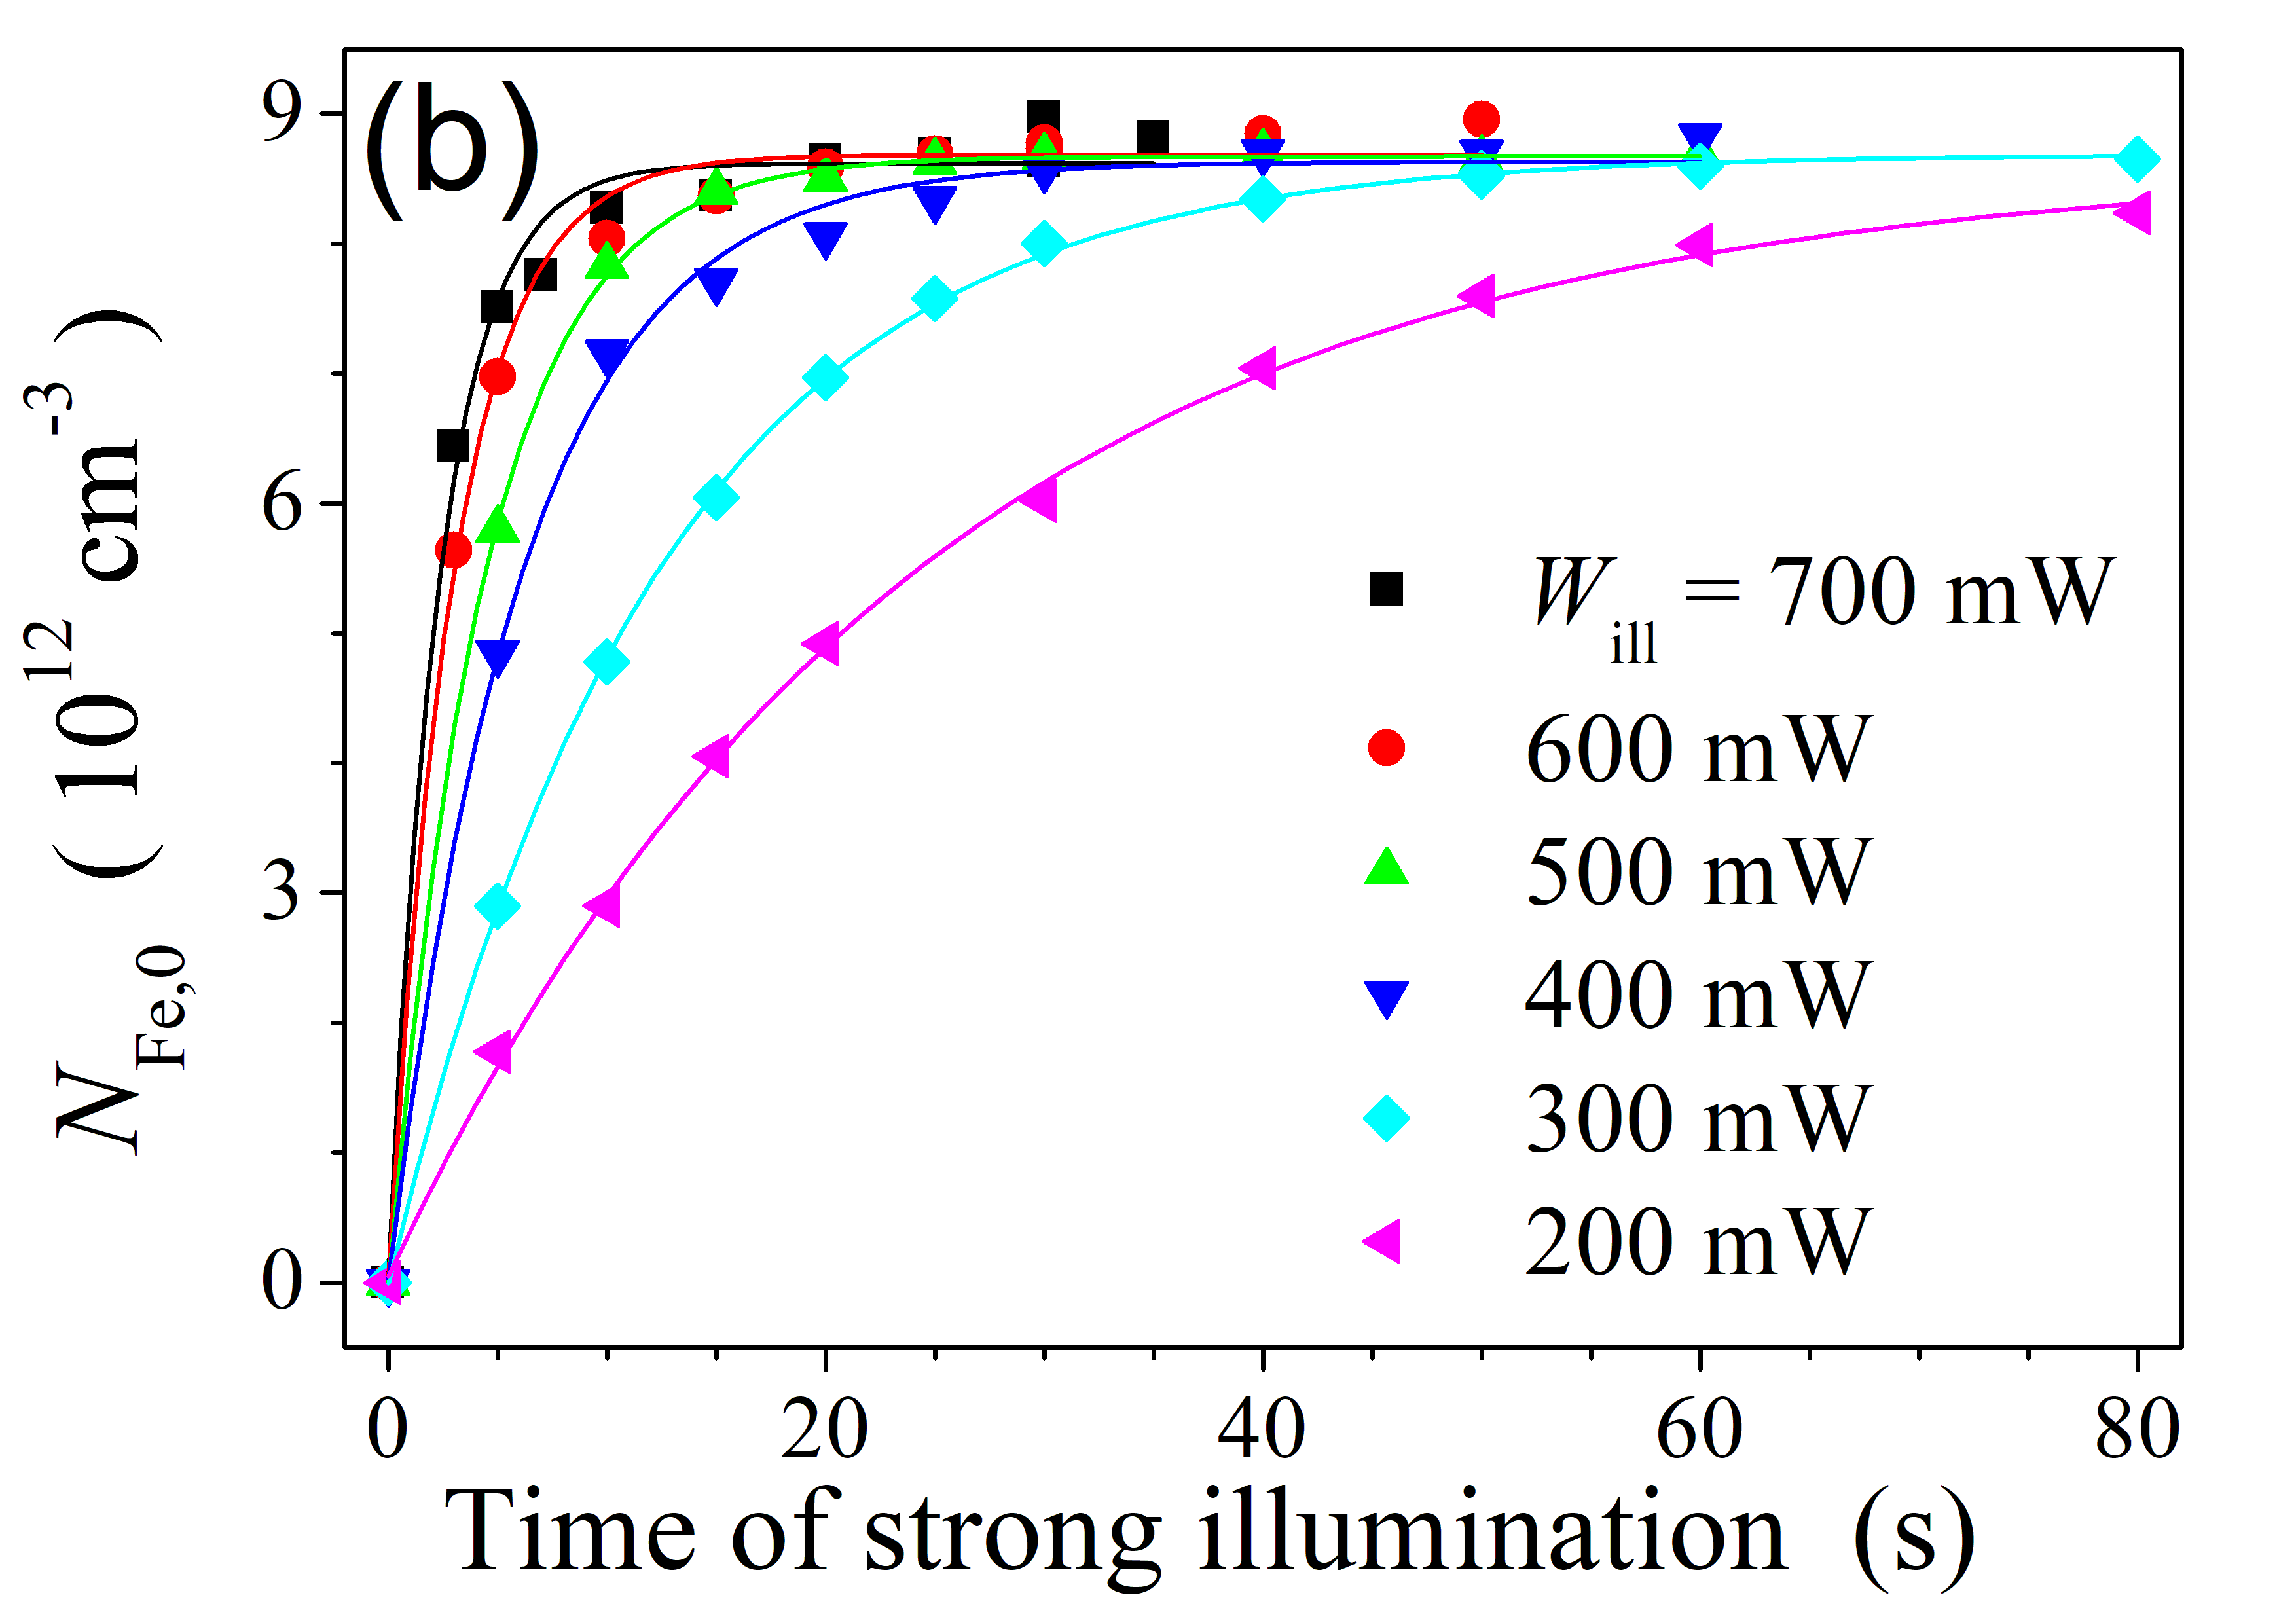 (b)
9
6
3
0
N_Fe,0 ( 10^12 cm^-3 )
W_ill = 700 mW
600 mW
500 mW
400 mW
300 mW
200 mW
0 20 40 60 80
Time of strong illumination (s)